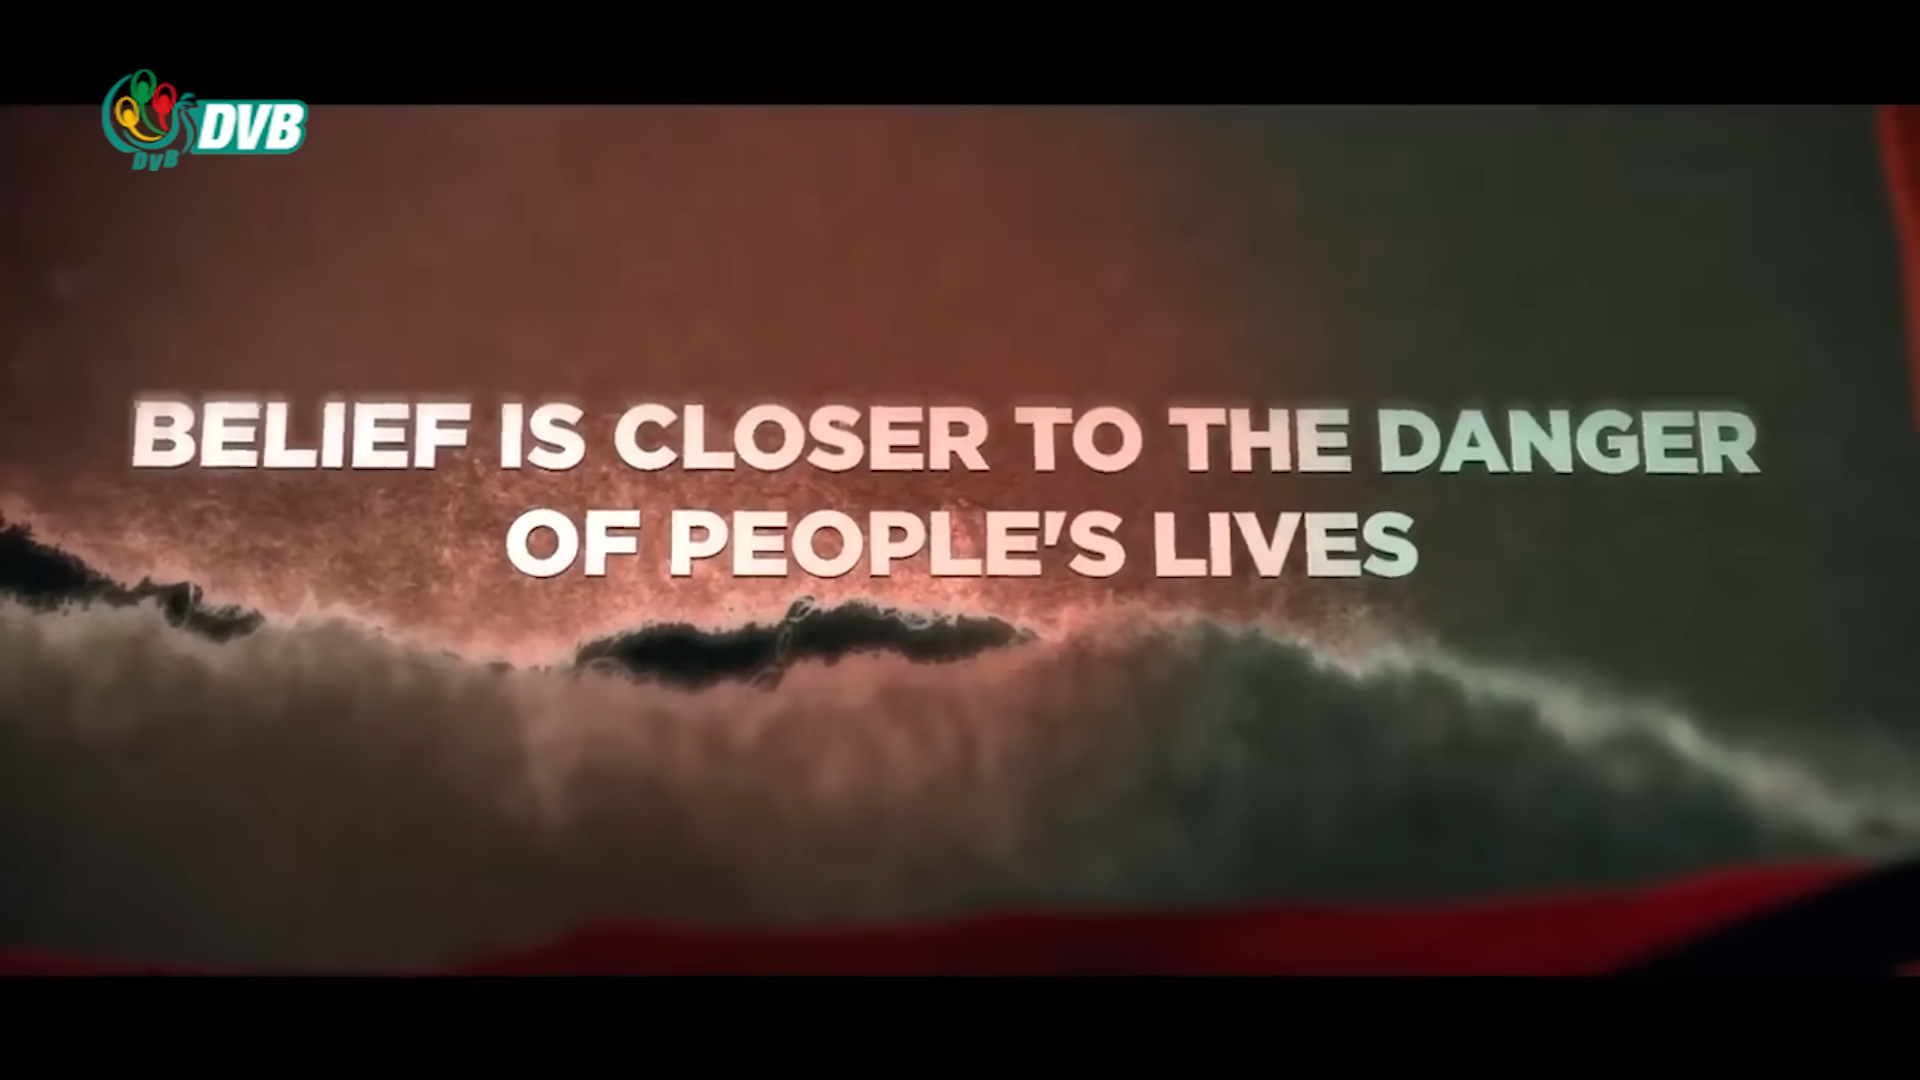 DVB
DVB
BELIEF IS CLOSER TO THE DANGER
OF PEOPLE'S LIVES